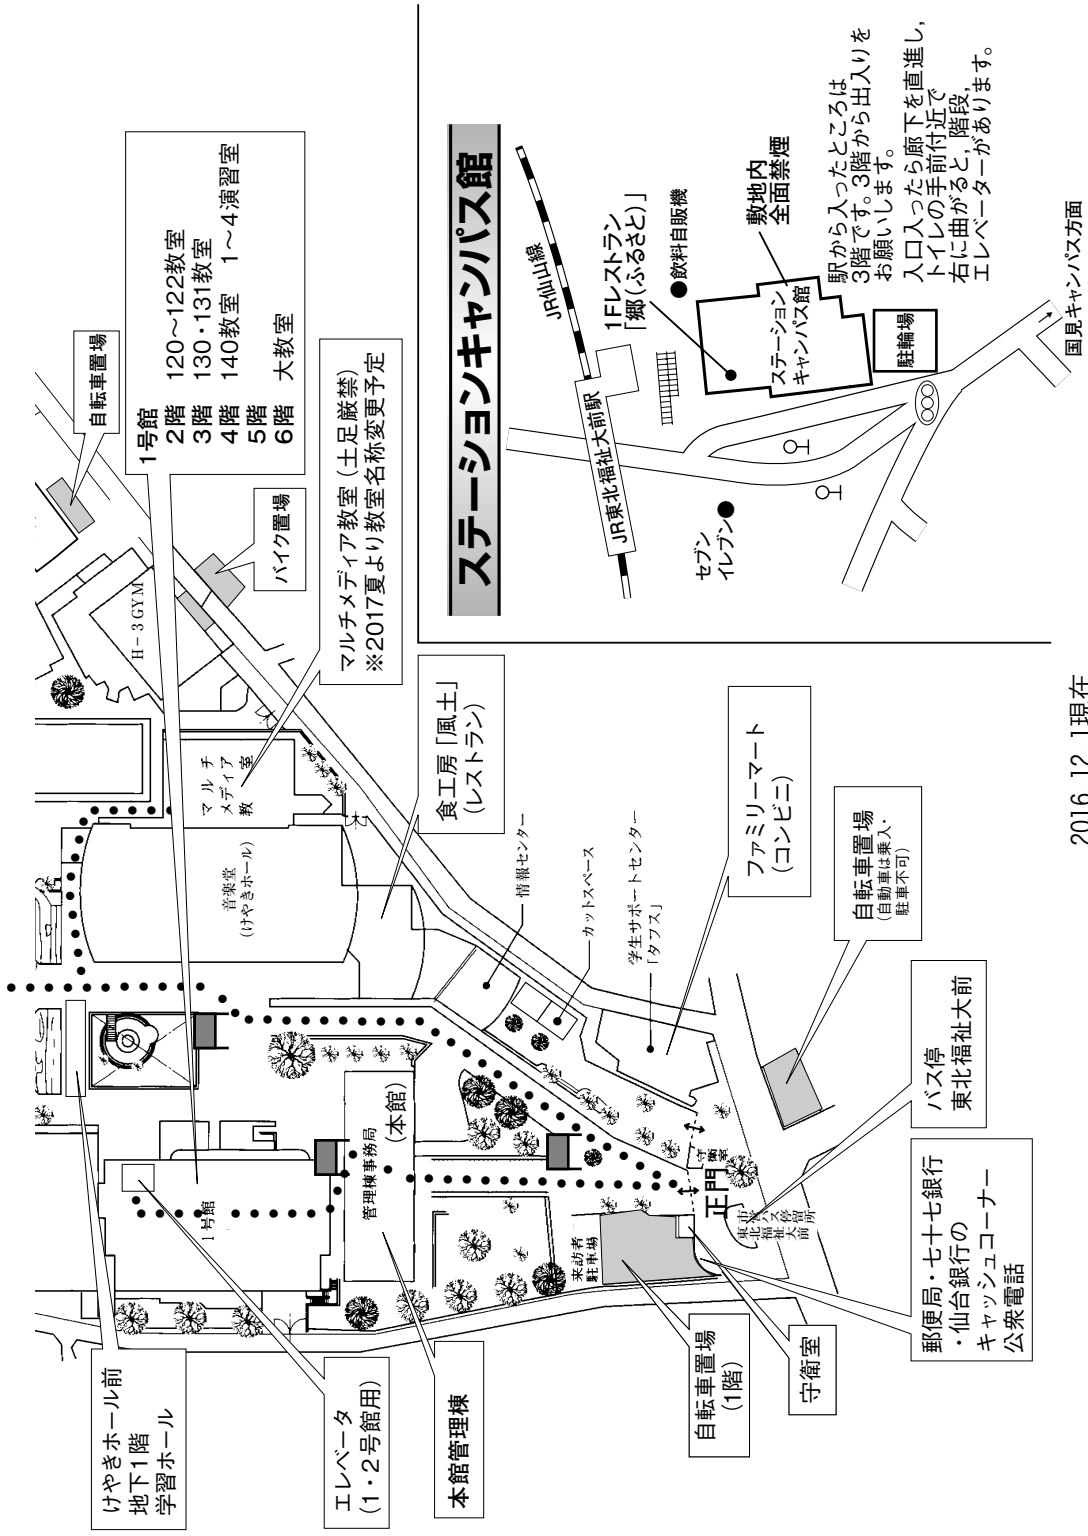 けやきホール前
地下1階
学習ホール
エレベータ
(1・2号館用)
本館管理棟
1号館
管理棟事務局
(本館)
1号館
2階 120~122教室
3階 130・131教室
4階 140教室 1~4演習室
5階
6階 大教室
自転車置場
バイク置場
H-3 GYM
マルチメディア教室(土足厳禁)
※2017夏より教室名称変更予定
マルチ
メディア
教室
音楽堂
(けやきホール)
食工房「風土」
(レストラン)
情報センター
カットスペース
学生サポートセンター
「タフス」
ファミリーマート
(コンビニ)
自転車置場
(自動車は乗入・
駐車不可)
バス停
東北福祉大前
郵便局・七十七銀行
・仙台銀行の
キャッシュコーナー
公衆電話
守衛室
自転車置場
(1階)
来訪者
駐車場
正門
守衛室
市営バス停留所
東北福祉大前
ステーションキャンパス館
JR仙山線
JR東北福祉大前駅
1Fレストラン
「郷(ふるさと)」
飲料自販機
敷地内
全面禁煙
ステーション
キャンパス館
駐輪場
セブン
イレブン
駅から入ったところは
3階です。3階から出入りを
お願いします。
入口入ったら廊下を直進し,
トイレの手前付近で
右に曲がると,階段,
エレベーターがあります。
国見キャンパス方面
2016.12.1現在